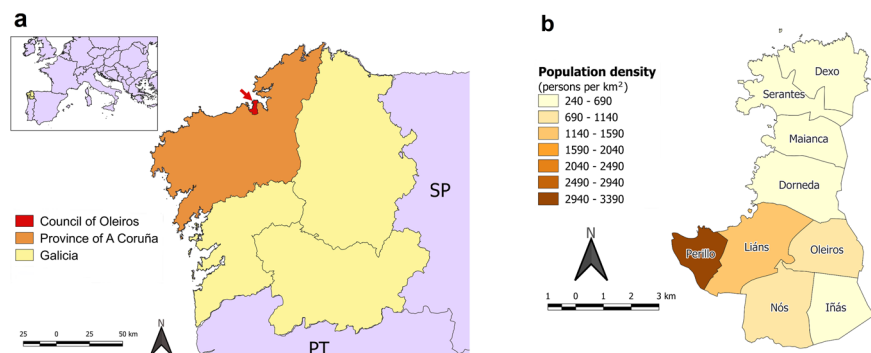 a
SP
Council of Oleiros
Province of A Coruña
Galicia
25 0 25 50 km
N
PT
b
Population density
(persons per km²)
240 - 690
690 - 1140
1140 - 1590
1590 - 2040
2040 - 2490
2490 - 2940
2940 - 3390
N
1 0 1 2 3 km
Dexo
Serantes
Maianca
Dorneda
Perillo
Liáns
Oleiros
Nós
Iñás